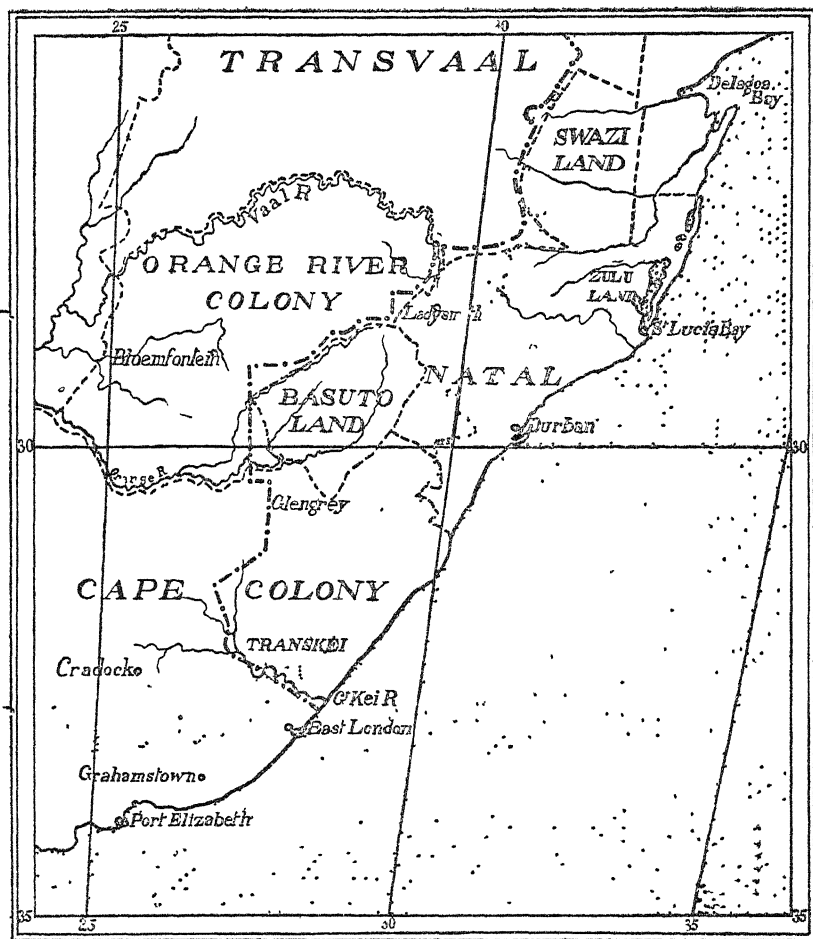 25
30
TRANSVAAL
Delagoa
Bay
SWAZI
LAND
Vaal R
ORANGE RIVER
COLONY
ZULU
LAND
Ladysmith
St Lucia Bay
Bloemfontein
NATAL
BASUTO
LAND
Durban
30
Orange R
Glengrey
CAPE COLONY
TRANSKEI
Cradock
Gt Kei R
East London
Grahamstown
Port Elizabeth
35
25
30
35
35